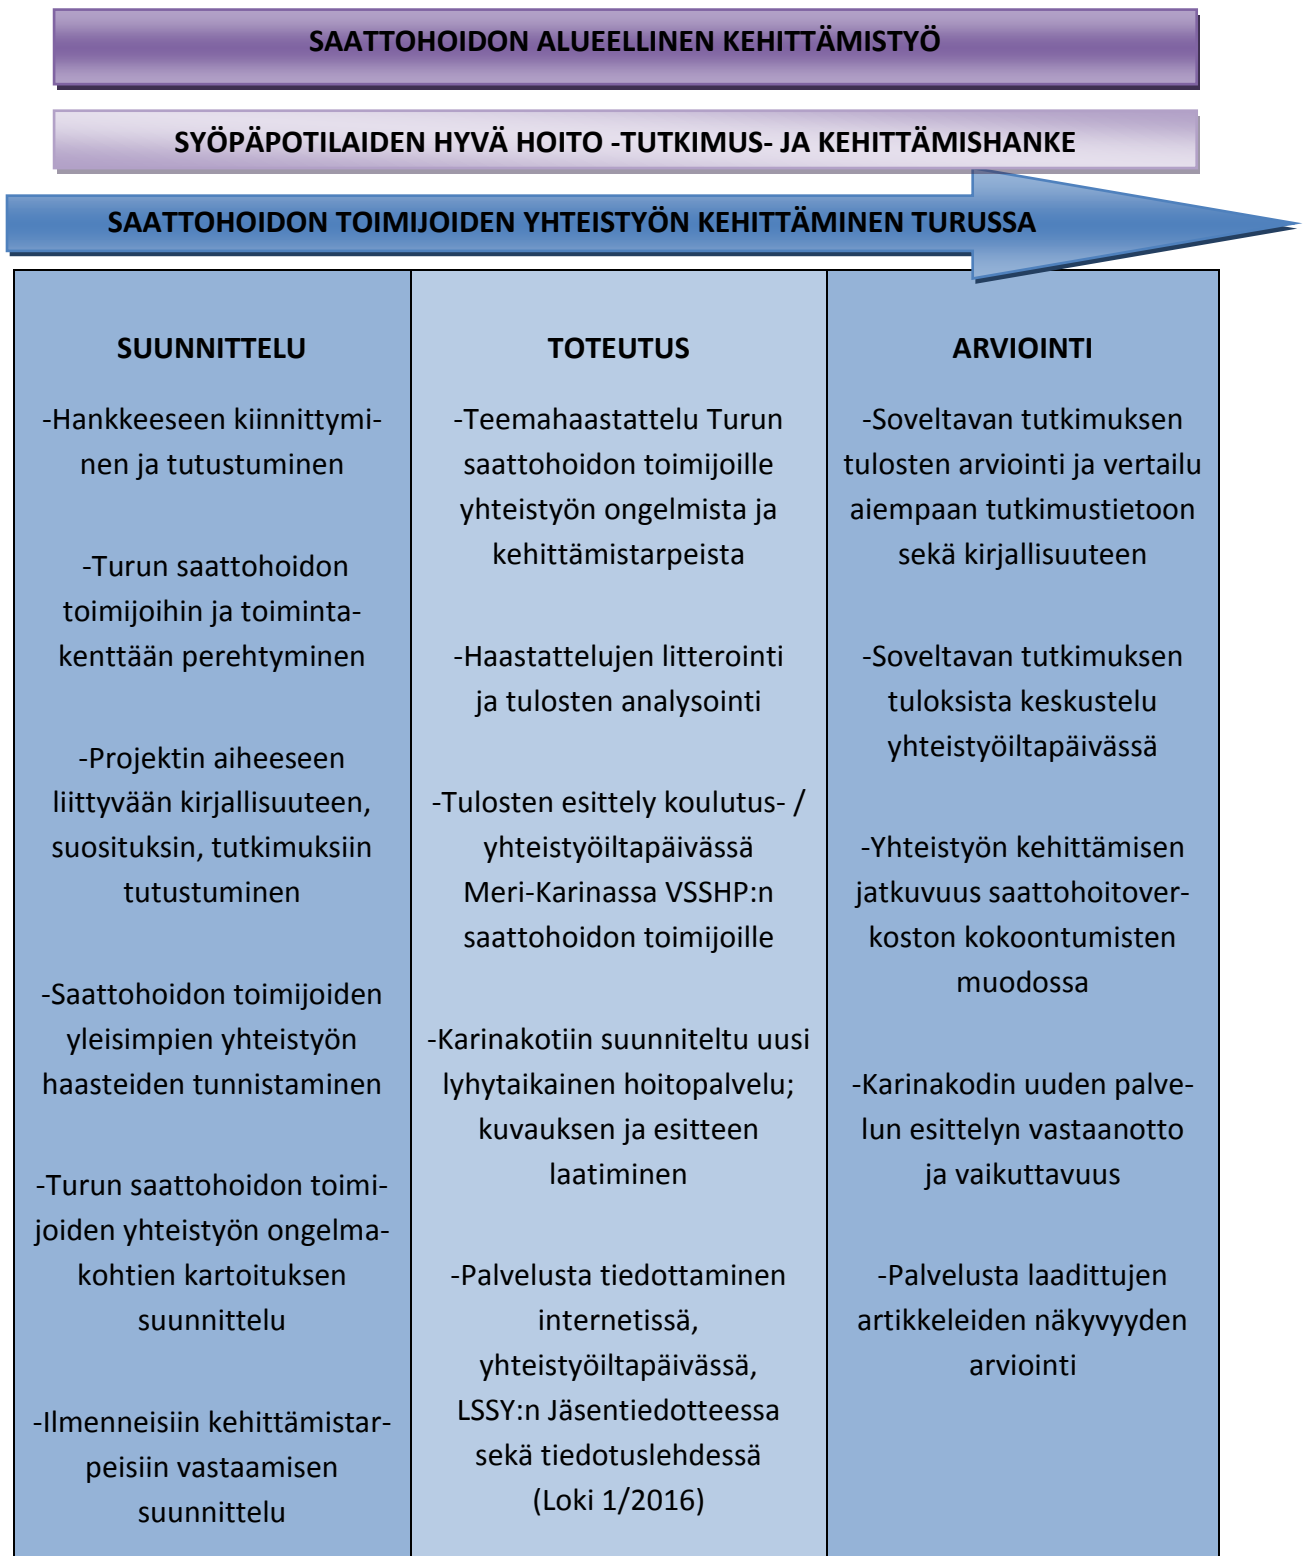 SAATTOHOIDON ALUEELLINEN KEHITTÄMISTYÖ
SYÖPÄPOTILAIDEN HYVÄ HOITO -TUTKIMUS- JA KEHITTÄMISHANKE
SAATTOHOIDON TOIMIJOIDEN YHTEISTYÖN KEHITTÄMINEN TURUSSA
SUUNNITTELU
-Hankkeeseen kiinnittymi-
nen ja tutustuminen
-Turun saattohoidon
toimijoihin ja toiminta-
kenttään perehtyminen
-Projektin aiheeseen
liittyvään kirjallisuuteen,
suosituksin, tutkimuksiin
tutustuminen
-Saattohoidon toimijoiden
yleisimpien yhteistyön
haasteiden tunnistaminen
-Turun saattohoidon toimi-
joiden yhteistyön ongelma-
kohtien kartoituksen
suunnittelu
-Ilmenneisiin kehittämistar-
peisiin vastaamisen
suunnittelu
TOTEUTUS
-Teemahaastattelu Turun
saattohoidon toimijoille
yhteistyön ongelmista ja
kehittämistarpeista
-Haastattelujen litterointi
ja tulosten analysointi
-Tulosten esittely koulutus- /
yhteistyöiltapäivässä
Meri-Karinassa VSSHP:n
saattohoidon toimijoille
-Karinakotiin suunniteltu uusi
lyhytaikainen hoitopalvelu;
kuvauksen ja esitteen
laatiminen
-Palvelusta tiedottaminen
internetissä,
yhteistyöiltapäivässä,
LSSY:n Jäsentiedotteessa
sekä tiedotuslehdessä
(Loki 1/2016)
ARVIOINTI
-Soveltavan tutkimuksen
tulosten arviointi ja vertailu
aiempaan tutkimustietoon
sekä kirjallisuuteen
-Soveltavan tutkimuksen
tuloksista keskustelu
yhteistyöiltapäivässä
-Yhteistyön kehittämisen
jatkuvuus saattohoitover-
koston kokoontumisten
muodossa
-Karinakodin uuden palve-
lun esittelyn vastaanotto
ja vaikuttavuus
-Palvelusta laadittujen
artikkeleiden näkyvyyden
arviointi